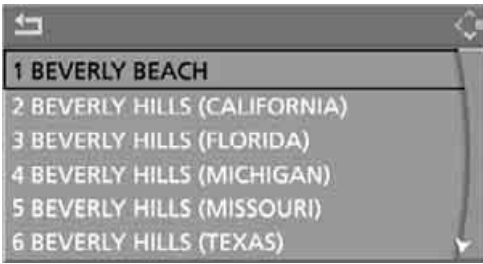 1 BEVERLY BEACH
2 BEVERLY HILLS (CALIFORNIA)
3 BEVERLY HILLS (FLORIDA)
4 BEVERLY HILLS (MICHIGAN)
5 BEVERLY HILLS (MISSOURI)
6 BEVERLY HILLS (TEXAS)